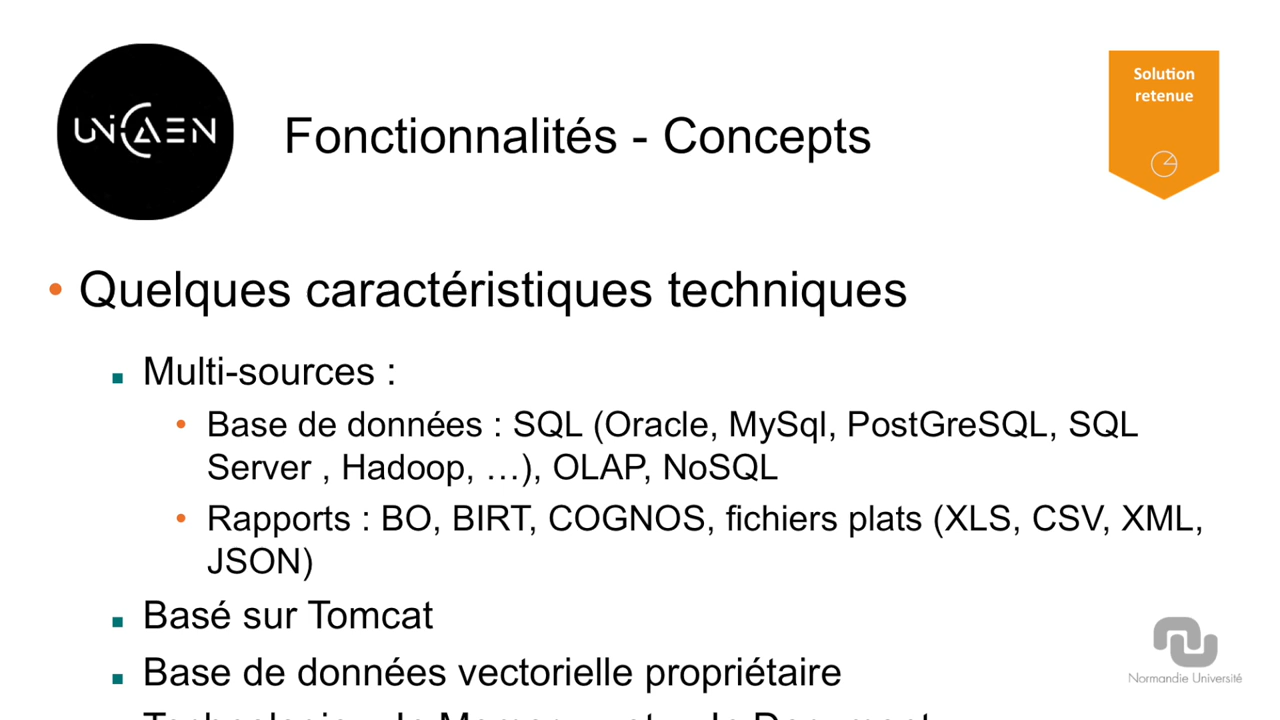 UNICAEN
Solution
retenue
Fonctionnalités - Concepts
• Quelques caractéristiques techniques
▪ Multi-sources :
• Base de données : SQL (Oracle, MySql, PostGreSQL, SQL
Server , Hadoop, …), OLAP, NoSQL
• Rapports : BO, BIRT, COGNOS, fichiers plats (XLS, CSV, XML,
JSON)
▪ Basé sur Tomcat
▪ Base de données vectorielle propriétaire
Normandie Université